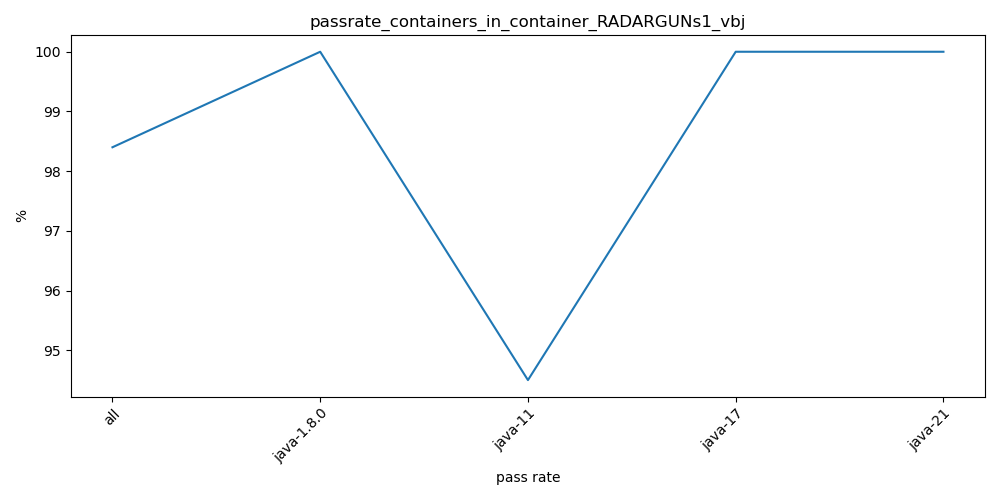 passrate_containers_in_container_RADARGUNs1_vbj
100
99
98
97
96
95
%
all
java-1.8.0
java-11
java-17
java-21
pass rate